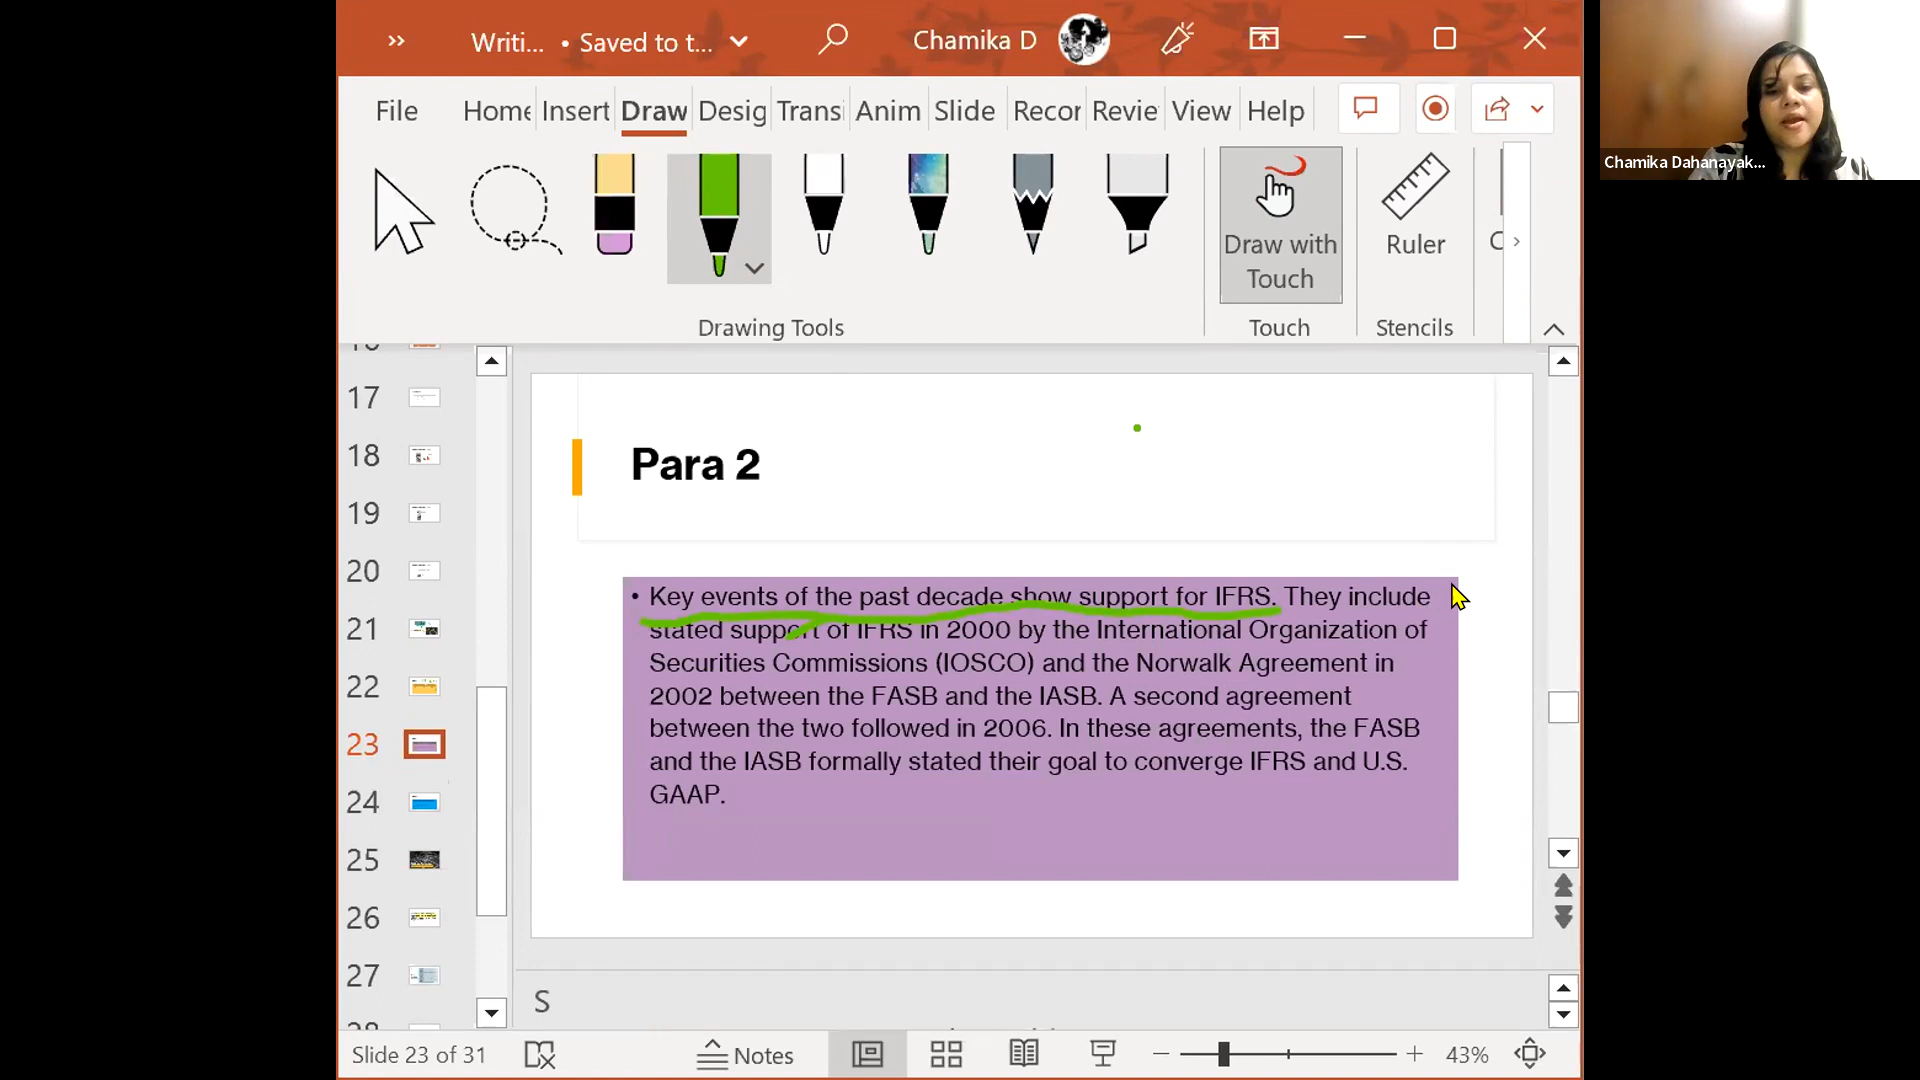 Writi... • Saved to t...
Chamika D
File Home Insert Draw Desig Transi Anim Slide Recor Revie View Help
Draw with
Touch
Ruler
Drawing Tools
Touch
Stencils
17
18
19
20
21
22
23
24
25
26
27
Para 2
• Key events of the past decade show support for IFRS. They include
stated support of IFRS in 2000 by the International Organization of
Securities Commissions (IOSCO) and the Norwalk Agreement in
2002 between the FASB and the IASB. A second agreement
between the two followed in 2006. In these agreements, the FASB
and the IASB formally stated their goal to converge IFRS and U.S.
GAAP.
S
Slide 23 of 31
Notes
43%
Chamika Dahanayak...